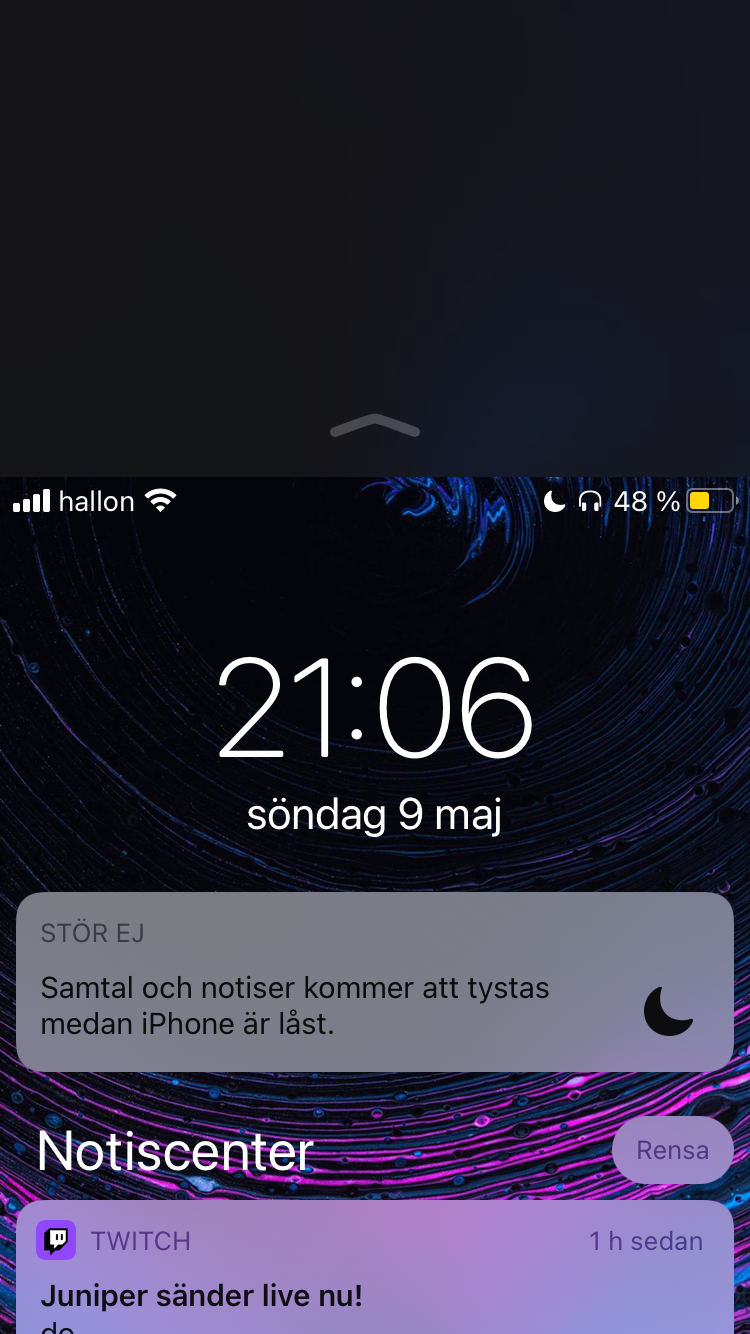 hallon 48 %
21:06
söndag 9 maj
STÖR EJ
Samtal och notiser kommer att tystas
medan iPhone är låst.
Notiscenter Rensa
TWITCH 1 h sedan
Juniper sänder live nu!